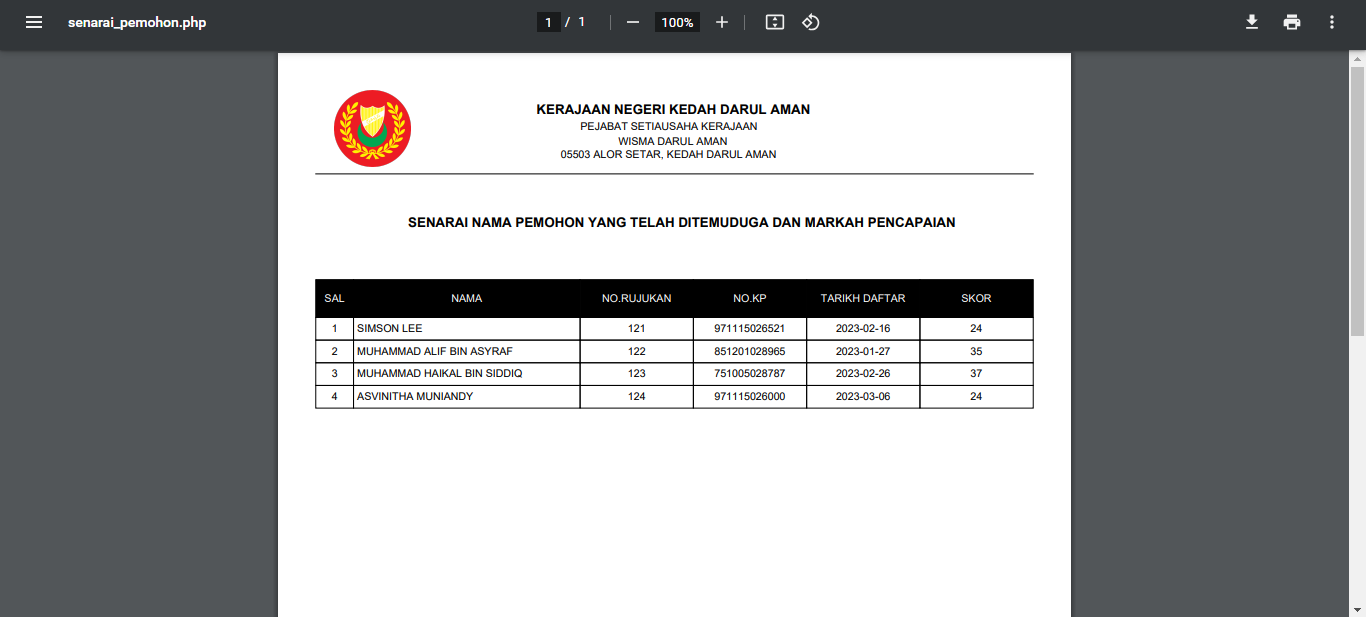 senarai_pemohon.php
1 / 1
100%
KERAJAAN NEGERI KEDAH DARUL AMAN
PEJABAT SETIAUSAHA KERAJAAN
WISMA DARUL AMAN
05503 ALOR SETAR, KEDAH DARUL AMAN
SENARAI NAMA PEMOHON YANG TELAH DITEMUDUGA DAN MARKAH PENCAPAIAN
SAL NAMA NO.RUJUKAN NO.KP TARIKH DAFTAR SKOR
1 SIMSON LEE 121 971115026521 2023-02-16 24
2 MUHAMMAD ALIF BIN ASYRAF 122 851201028965 2023-01-27 35
3 MUHAMMAD HAIKAL BIN SIDDIQ 123 751005028787 2023-02-26 37
4 ASVINITHA MUNIANDY 124 971115026000 2023-03-06 24